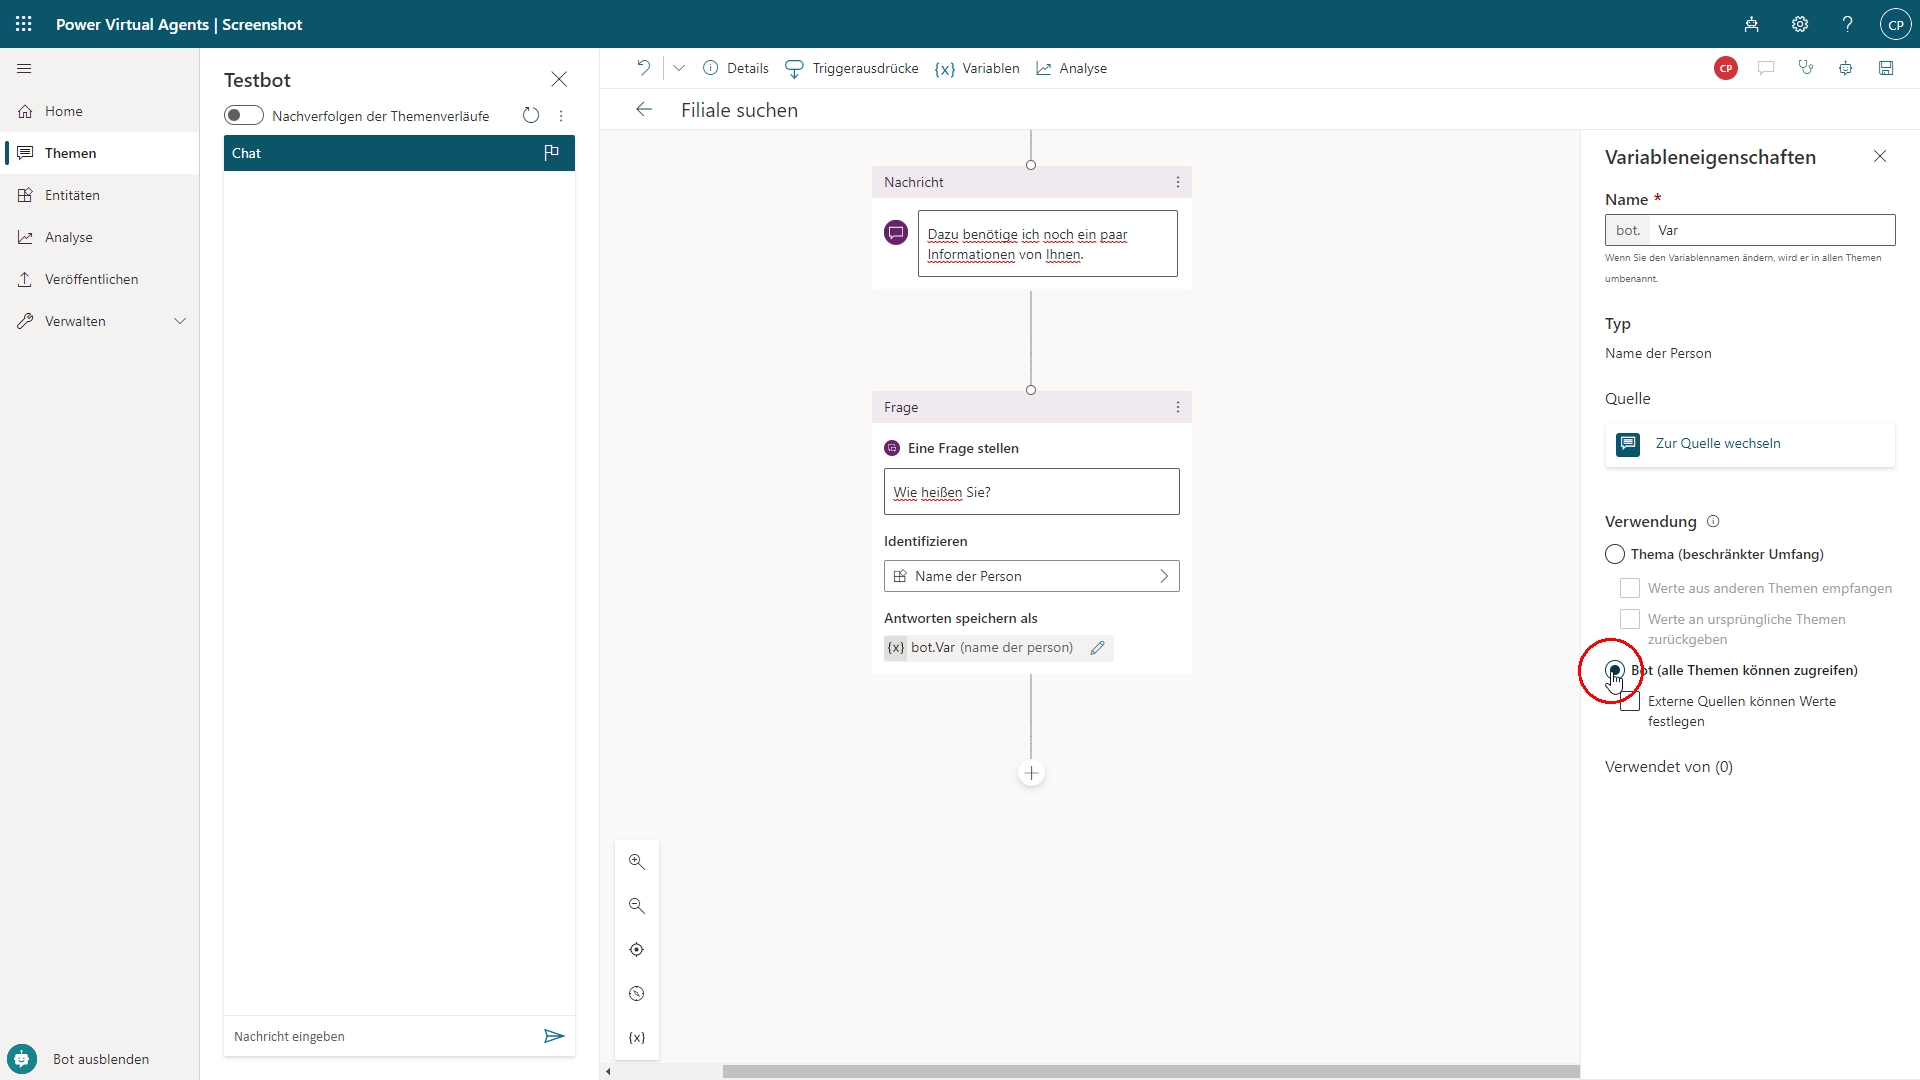 Power Virtual Agents | Screenshot
CP
Home
Themen
Entitäten
Analyse
Veröffentlichen
Verwalten
Bot ausblenden
Testbot
Nachverfolgen der Themenverläufe
Chat
Nachricht eingeben
Details
Triggerausdrücke
{x} Variablen
Analyse
CP
Filiale suchen
Nachricht
Dazu benötige ich noch ein paar
Informationen von Ihnen.
Frage
Eine Frage stellen
Wie heißen Sie?
Identifizieren
Name der Person
Antworten speichern als
{x} bot.Var (name der person)
{x}
Variableneigenschaften
Name *
bot. Var
Wenn Sie den Variablennamen ändern, wird er in allen Themen
umbenannt.
Typ
Name der Person
Quelle
Zur Quelle wechseln
Verwendung
Thema (beschränkter Umfang)
Werte aus anderen Themen empfangen
Werte an ursprüngliche Themen
zurückgeben
Bot (alle Themen können zugreifen)
Externe Quellen können Werte
festlegen
Verwendet von (0)